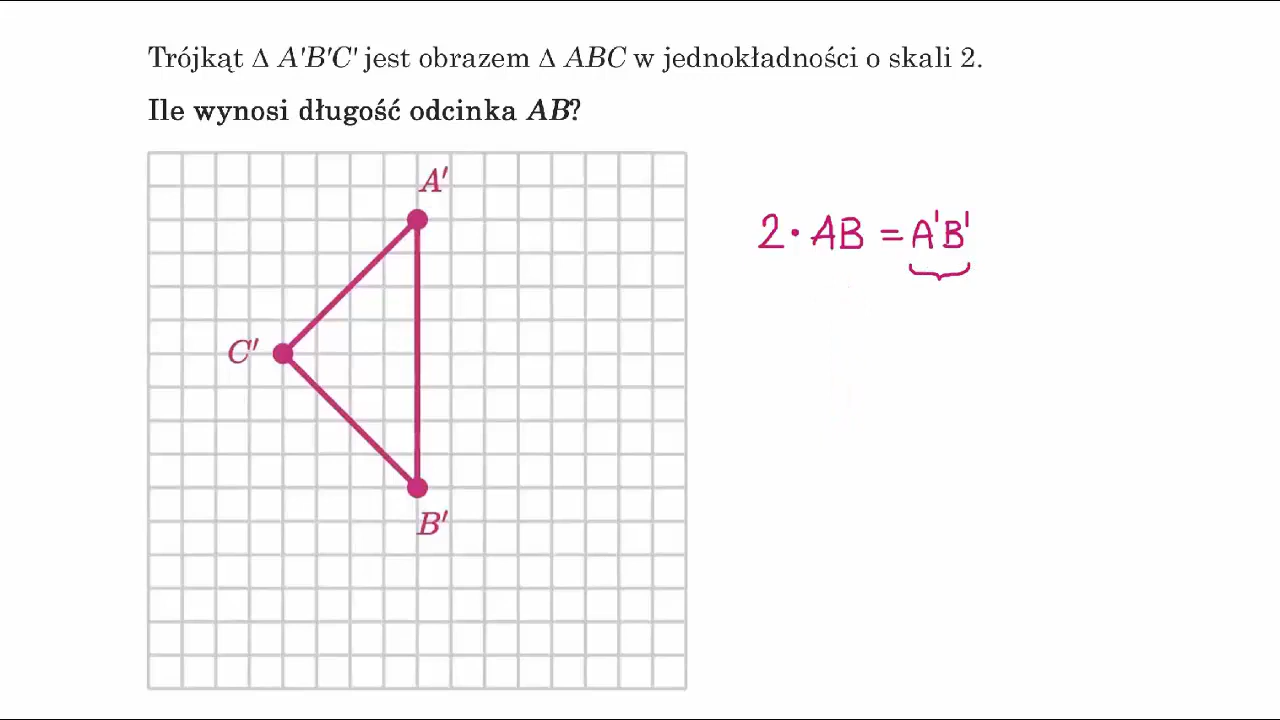 Trójkąt Δ A'B'C' jest obrazem Δ ABC w jednokładności o skali 2.
Ile wynosi długość odcinka AB?
A'
2 · AB = A'B'
C'
B'